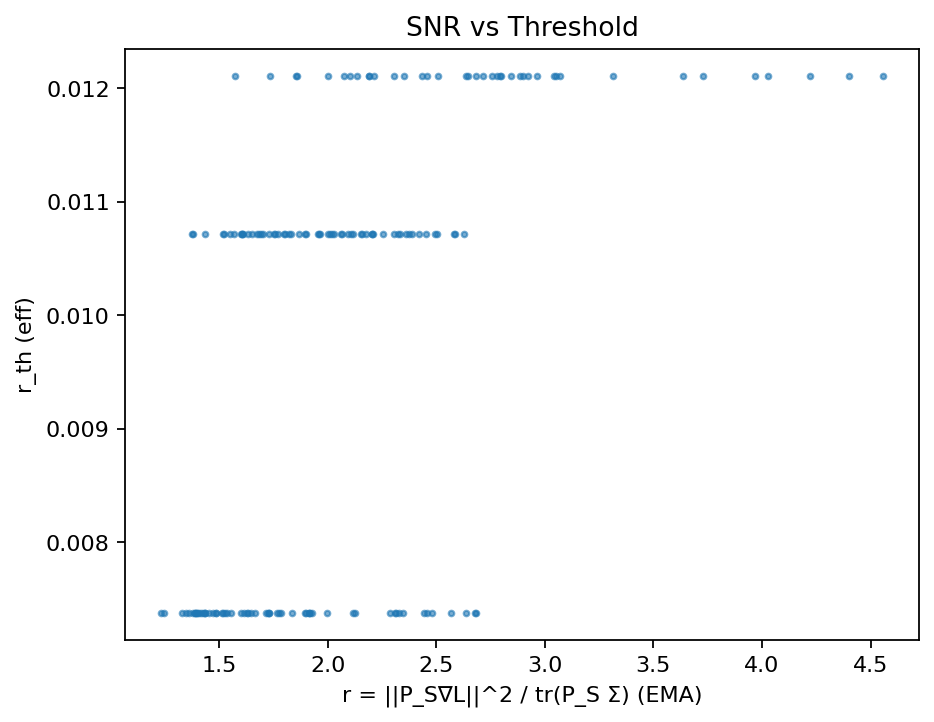 SNR vs Threshold
0.012
0.011
0.010
0.009
0.008
r_th (eff)
1.5 2.0 2.5 3.0 3.5 4.0 4.5
r = ||P_S∇L||^2 / tr(P_S Σ) (EMA)